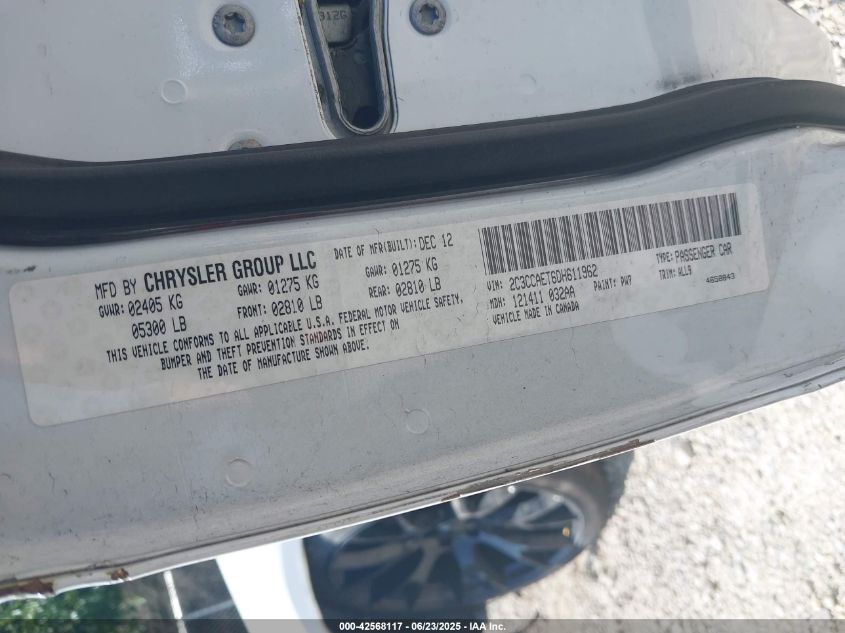 312G
MFD BY CHRYSLER GROUP LLC
DATE OF MFR(BUILT): DEC 12
GVWR: 02405 KG
GAWR: 01275 KG
GAWR: 01275 KG
05300 LB
FRONT: 02810 LB
REAR: 02810 LB
THIS VEHICLE CONFORMS TO ALL APPLICABLE U.S.A. FEDERAL MOTOR VEHICLE SAFETY,
BUMPER AND THEFT PREVENTION STANDARDS IN EFFECT ON
THE DATE OF MANUFACTURE SHOWN ABOVE.
VIN: 2C3CCAET6DH611962
TYPE: PASSENGER CAR
MDH: 121411 032AA
PAINT: PW7
TRIM: ALL9
VEHICLE MADE IN CANADA
4658843
000-42568117 - 06/23/2025 - IAA Inc.